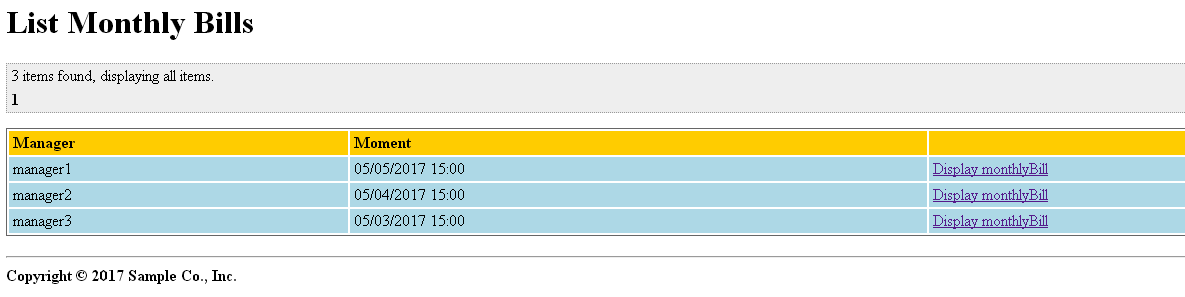 List Monthly Bills
3 items found, displaying all items.
1
Manager Moment
manager1 05/05/2017 15:00 Display monthlyBill
manager2 05/04/2017 15:00 Display monthlyBill
manager3 05/03/2017 15:00 Display monthlyBill
Copyright © 2017 Sample Co., Inc.